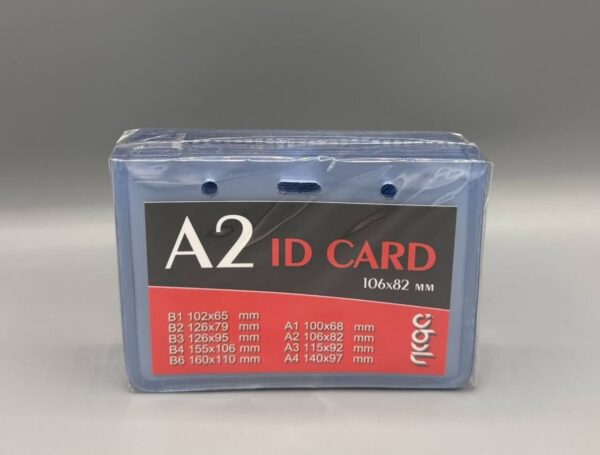 A2 ID CARD
106x82 MM
B1 102x65 mm
B2 126x79 mm
B3 126x95 mm
B4 155x106 mm
B6 160x110 mm
A1 100x68 mm
A2 106x82 mm
A3 115x92 mm
A4 140x97 mm